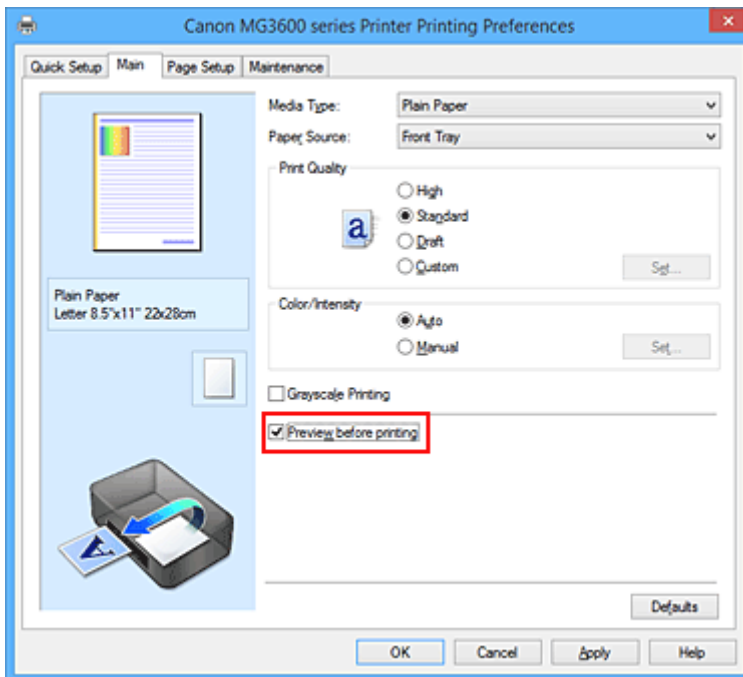 Canon MG3600 series Printer Printing Preferences
Quick Setup Main Page Setup Maintenance
Media Type: Plain Paper
Paper Source: Front Tray
Print Quality
High
a Standard
Draft
Custom Set...
Plain Paper
Letter 8.5"x11" 22x28cm
Color/Intensity
Auto
Manual Set...
Grayscale Printing
Preview before printing
A
Defaults
OK Cancel Apply Help